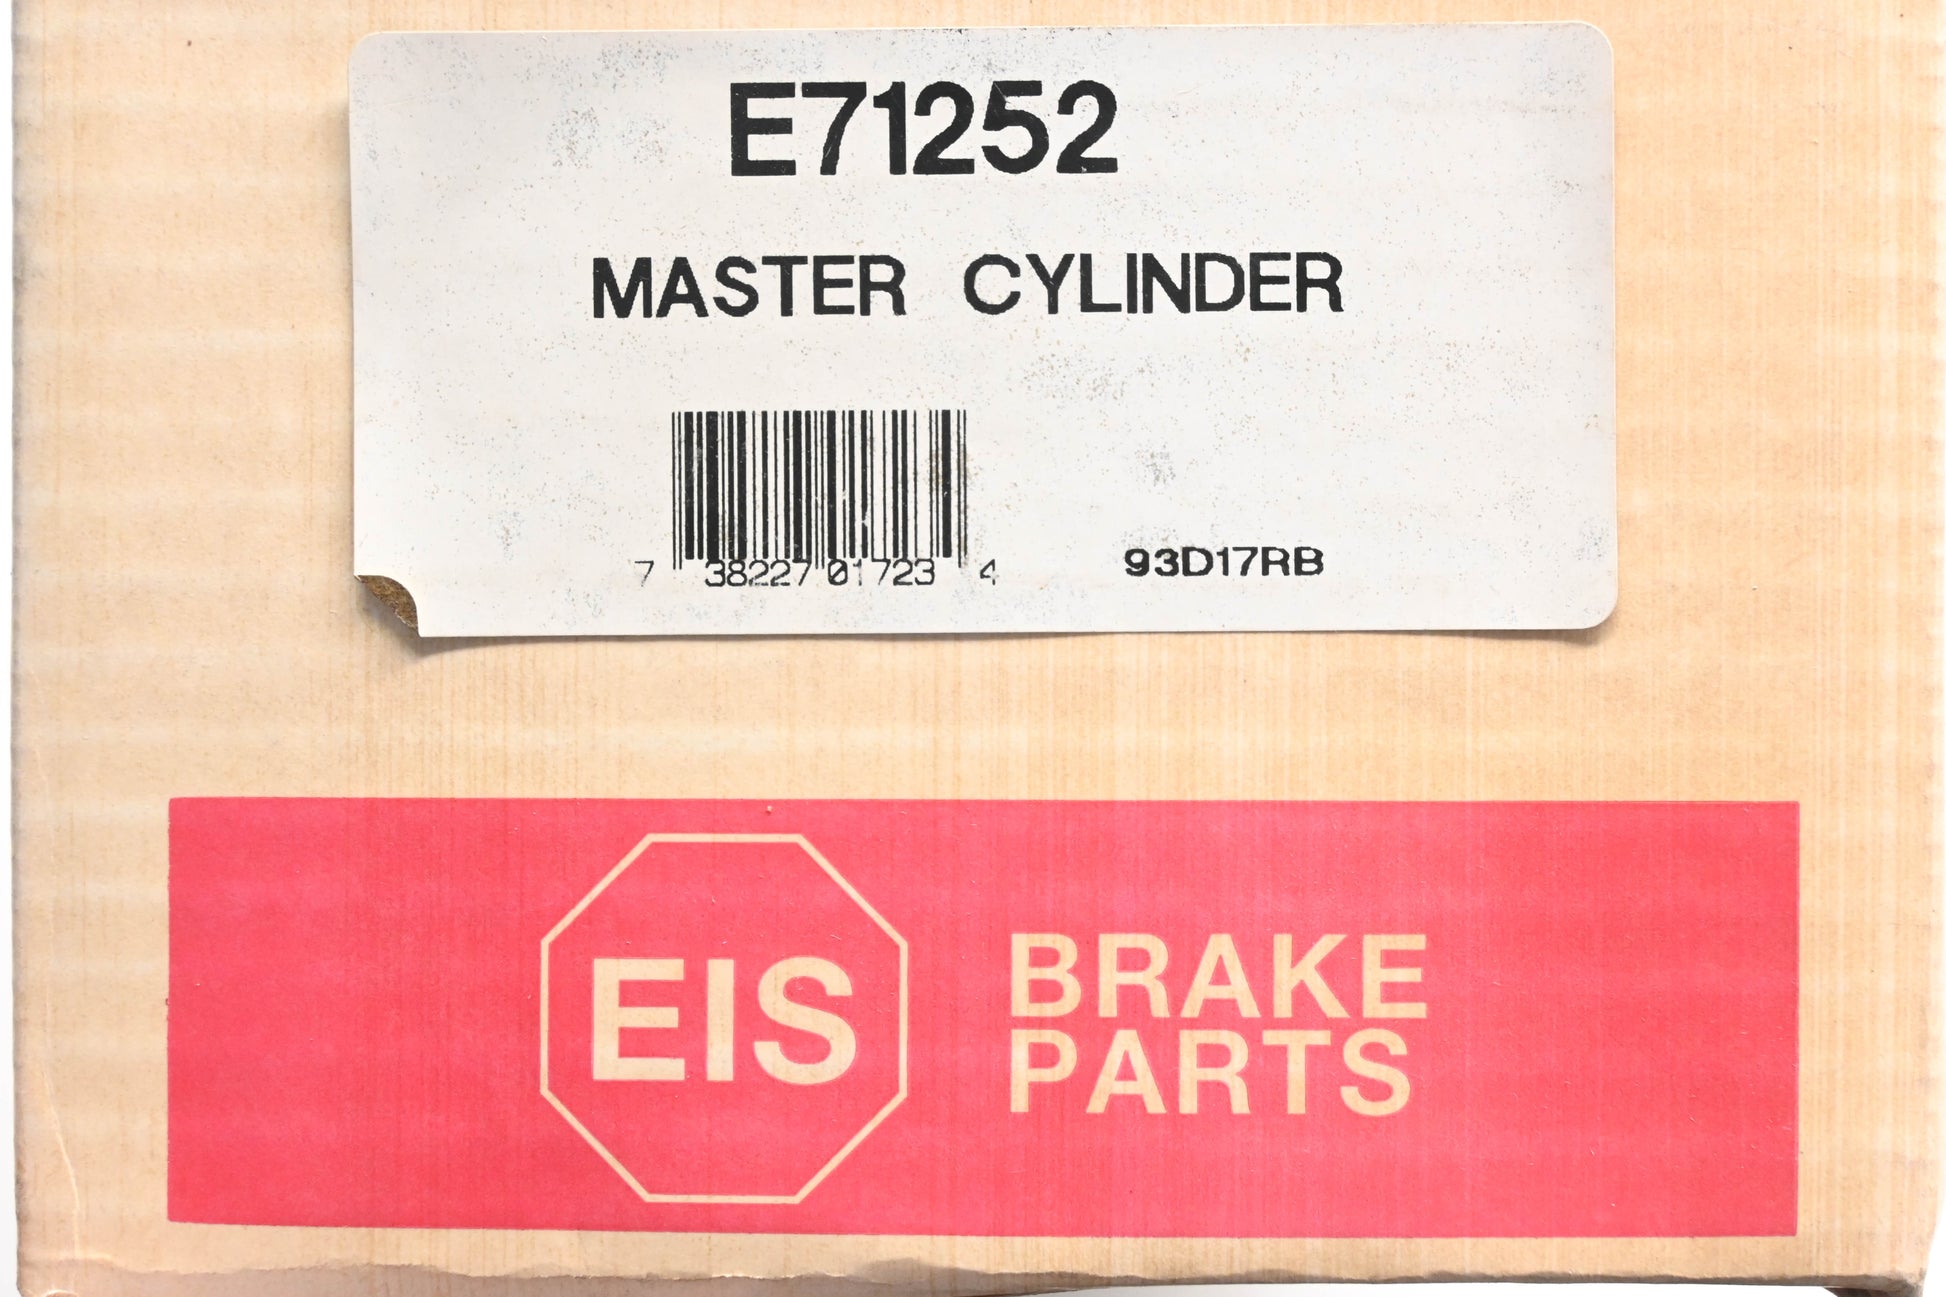 E71252
MASTER CYLINDER
7 38227 01723 4
93D17RB
EIS
BRAKE
PARTS